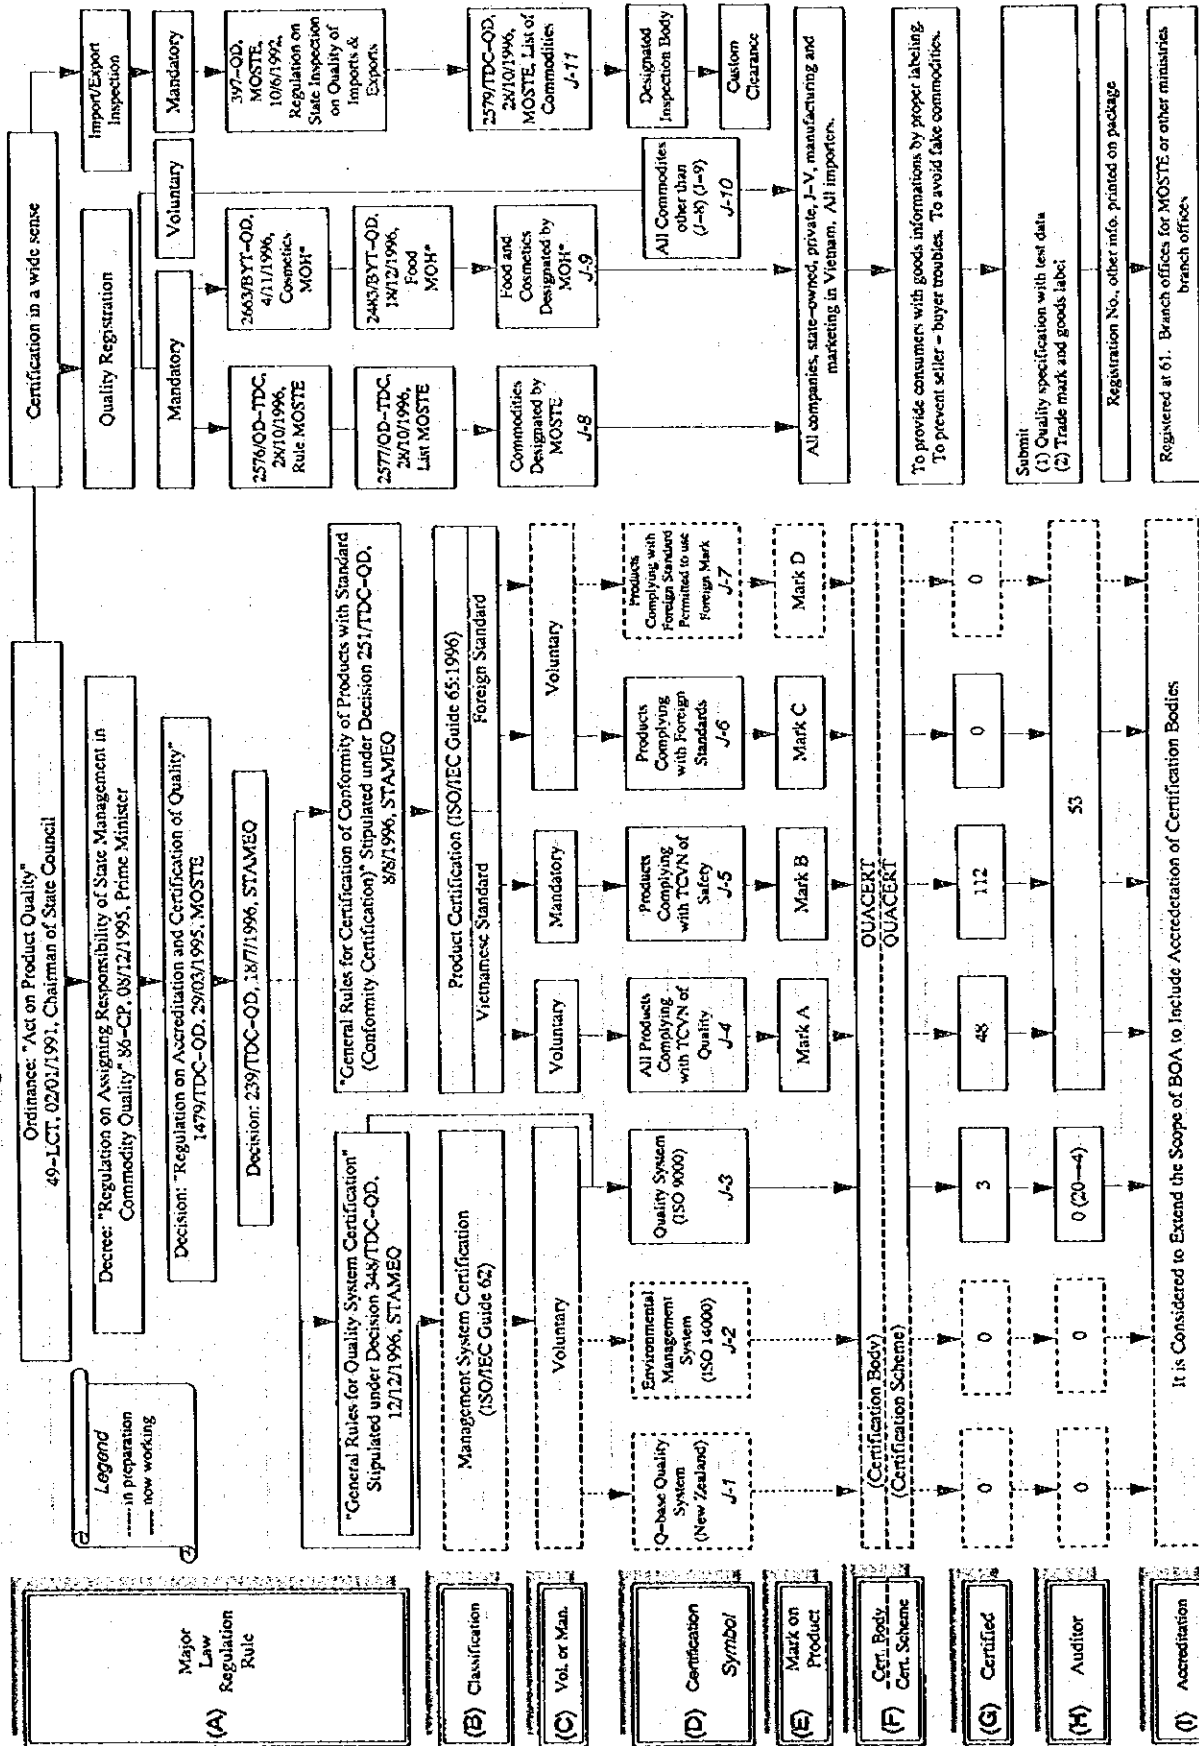 Legend
in preparation
now working
Ordinance: "Act on Product Quality"
49-LCT, 02/01/1991, Chairman of State Council
Decree: "Regulation on Assigning Responsibility of State Management in
Commodity Quality" 86-CP, 08/12/1995, Prime Minister
Decision: "Regulation on Accreditation and Certification of Quality"
1479/TDC-QD, 29/03/1995, MOSTE
Decision: 239/TDC-QD, 18/7/1996, STAMEQ
"General Rules for Quality System Certification"
Stipulated under Decision 348/TDC-QD,
12/12/1996, STAMEQ
"General Rules for Certification of Conformity of Products with Standard
(Conformity Certification)" Stipulated under Decision 251/TDC-QD,
8/8/1996, STAMEQ
Certification in a wide sense
Quality Registration
Import/Export
Inspection
Mandatory
Voluntary
Mandatory
2576/QD-TDC,
28/10/1996,
Rule MOSTE
2663/BYT-QD,
4/11/1996,
Cosmetics
MOH*
397-QD,
MOSTE,
10/6/1992,
Regulation on
State Inspection
on Quality of
Imports &
Exports
2577/QD-TDC,
28/10/1996,
List MOSTE
2483/BYT-QD,
18/12/1996,
Food
MOH*
2579/TDC-QD,
28/10/1996,
MOSTE, List of
Commodities
J-11
Commodities
Designated by
MOSTE
J-8
Food and
Cosmetics
Designated by
MOH*
J-9
All Commodites
other than
(J-8) (J-9)
J-10
Designated
Inspection Body
Custom
Clearance
All companies, state-owned, private, J-V, manufacturing and
marketing in Vietnam, All importers.
To provide consumers with goods informations by proper labeling.
To prevent seller - buyer troubles. To avoid fake commodities.
Submit
(1) Quality specification with test data
(2) Trade mark and goods label
Registration No., other info. printed on package
Registered at 61. Branch offices for MOSTE or other ministries
branch offices
(A)
Major
Law
Regulation
Rule
(B) Classification
Management System Certification
(ISO/IEC Guide 62)
Product Certification (ISO/IEC Guide 65:1996)
Vietnamese Standard
Foreign Standard
(C) Vol. or Man.
Voluntary
Voluntary
Mandatory
Voluntary
(D) Certification
Symbol
Q-base Quality
System
(New Zealand)
J-1
Environmental
Management
System
(ISO 14000)
J-2
Quality System
(ISO 9000)
J-3
All Products
Complying
with TCVN of
Quality
J-4
Products
Complying
with TCVN of
Safety
J-5
Products
Complying
with Foreign
Standards
J-6
Products
Complying with
Foreign Standard
Permitted to use
Foreign Mark
J-7
(E) Mark on
Product
Mark A
Mark B
Mark C
Mark D
(F) Cert. Body
Cert. Scheme
(Certification Body)
QUACERT
(Certification Scheme)
QUACERT
(G) Certified
0
0
3
48
112
0
0
(H) Auditor
0
0
0 (20→4)
53
(I) Accreditation
It is Considered to Extend the Scope of BOA to Include Accredetation of Certification Bodies